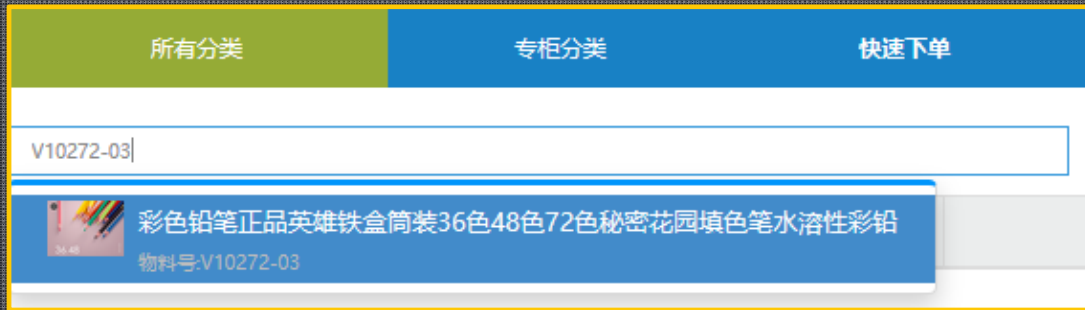 所有分类
专柜分类
快速下单
V10272-03
彩色铅笔正品英雄铁盒筒装36色48色72色秘密花园填色笔水溶性彩铅
物料号:V10272-03
36-48